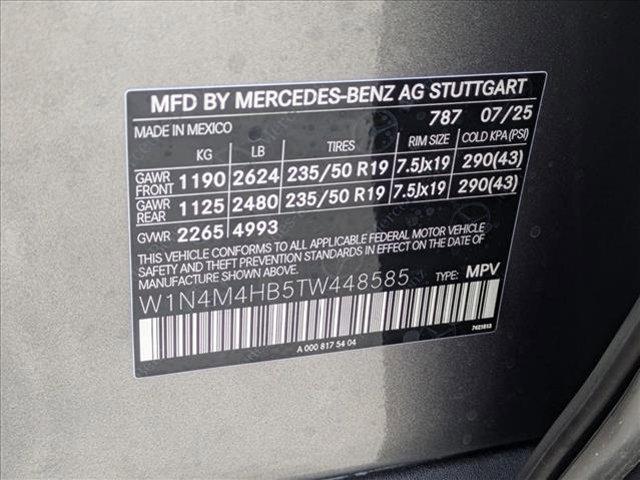 MFD BY MERCEDES-BENZ AG STUTTGART
MADE IN MEXICO 787 07/25
KG LB TIRES RIM SIZE COLD KPA(PSI)
GAWR FRONT 1190 2624 235/50 R19 7.5Jx19 290(43)
GAWR REAR 1125 2480 235/50 R19 7.5Jx19 290(43)
GVWR 2265 4993
THIS VEHICLE CONFORMS TO ALL APPLICABLE FEDERAL MOTOR VEHICLE
SAFETY AND THEFT PREVENTION STANDARDS IN EFFECT ON THE DATE OF
MANUFACTURE SHOWN ABOVE.
W1N4M4HB5TW448585 TYPE: MPV
A 000 817 54 04 7421813